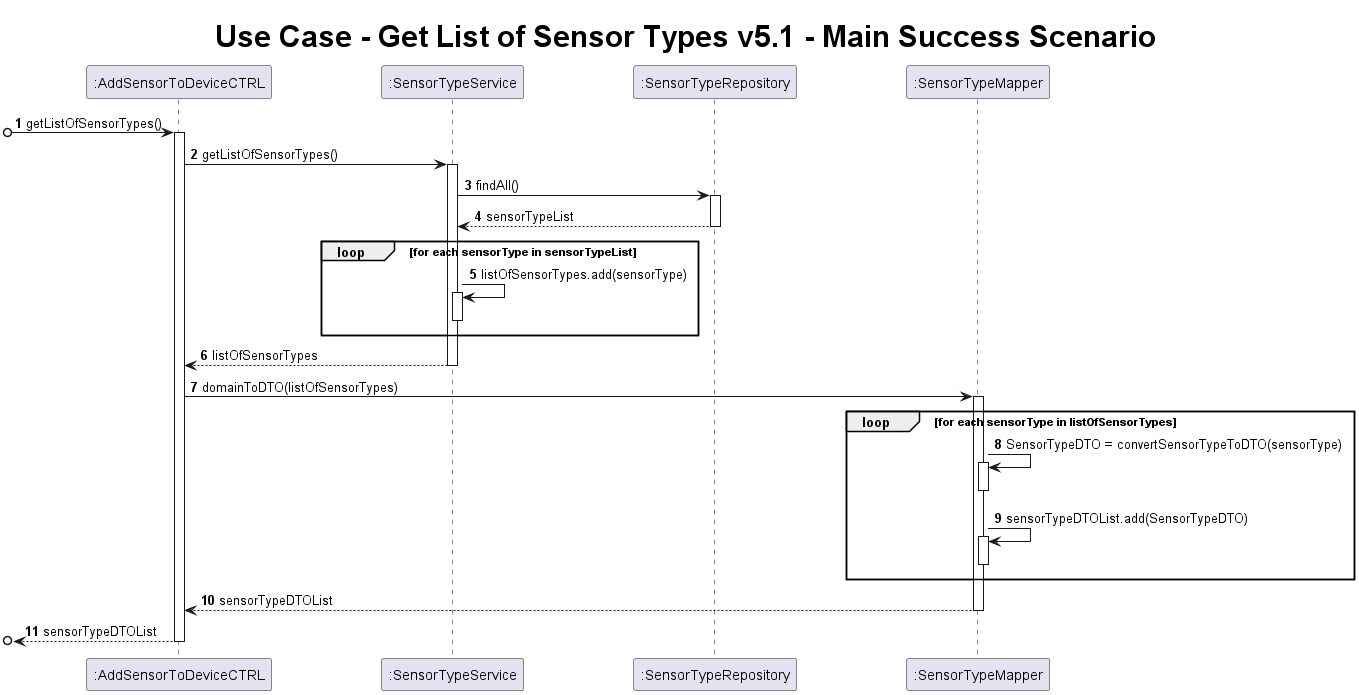 Use Case - Get List of Sensor Types v5.1 - Main Success Scenario
:AddSensorToDeviceCTRL :SensorTypeService :SensorTypeRepository :SensorTypeMapper
1 getListOfSensorTypes()
2 getListOfSensorTypes()
3 findAll()
4 sensorTypeList
loop [for each sensorType in sensorTypeList]
5 listOfSensorTypes.add(sensorType)
6 listOfSensorTypes
7 domainToDTO(listOfSensorTypes)
loop [for each sensorType in listOfSensorTypes]
8 SensorTypeDTO = convertSensorTypeToDTO(sensorType)
9 sensorTypeDTOList.add(SensorTypeDTO)
10 sensorTypeDTOList
11 sensorTypeDTOList
:AddSensorToDeviceCTRL :SensorTypeService :SensorTypeRepository :SensorTypeMapper